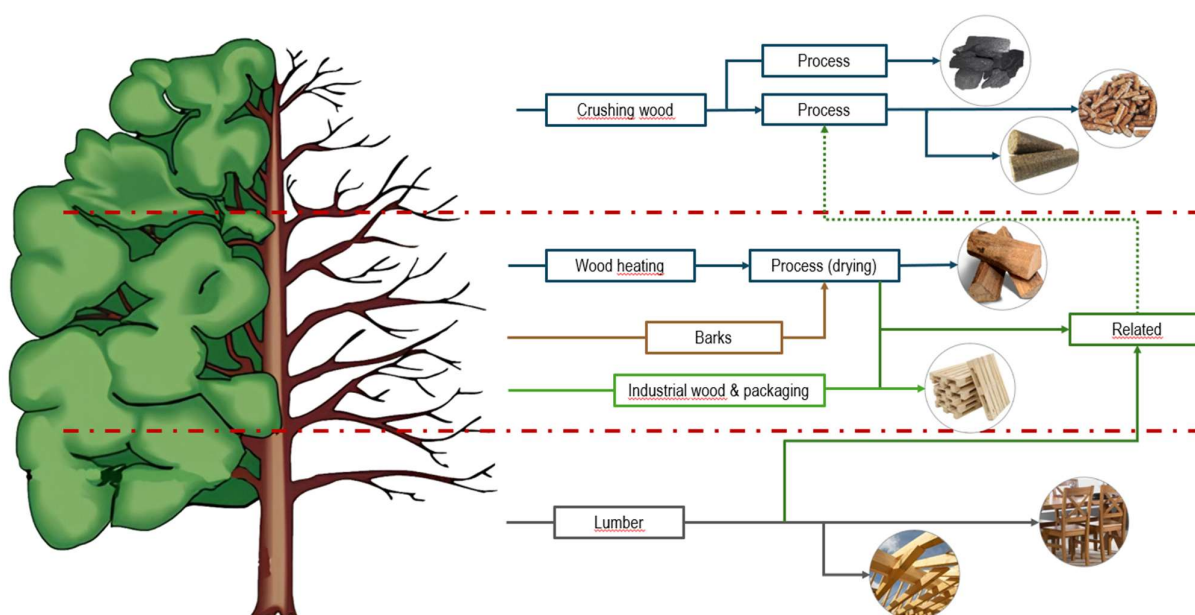 Process
Crushing wood
Process
Wood heating
Process (drying)
Related
Barks
Industrial wood & packaging
Lumber